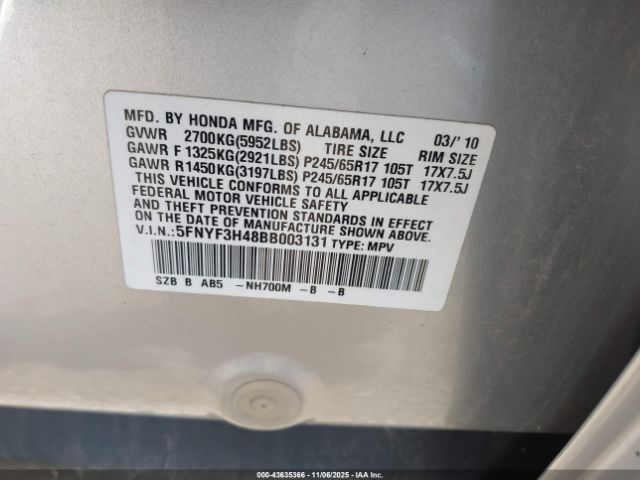 MFD. BY HONDA MFG. OF ALABAMA, LLC 03/'10
GVWR 2700KG(5952LBS) TIRE SIZE RIM SIZE
GAWR F 1325KG(2921LBS) P245/65R17 105T 17X7.5J
GAWR R1450KG(3197LBS) P245/65R17 105T 17X7.5J
THIS VEHICLE CONFORMS TO ALL APPLICABLE
FEDERAL MOTOR VEHICLE SAFETY
AND THEFT PREVENTION STANDARDS IN EFFECT
ON THE DATE OF MANUFACTURE SHOWN ABOVE.
V.I.N.:5FNYF3H48BB003131 TYPE: MPV
SZB B AB5 -NH700M -B -B
000-43635366 - 11/06/2025 - IAA Inc.